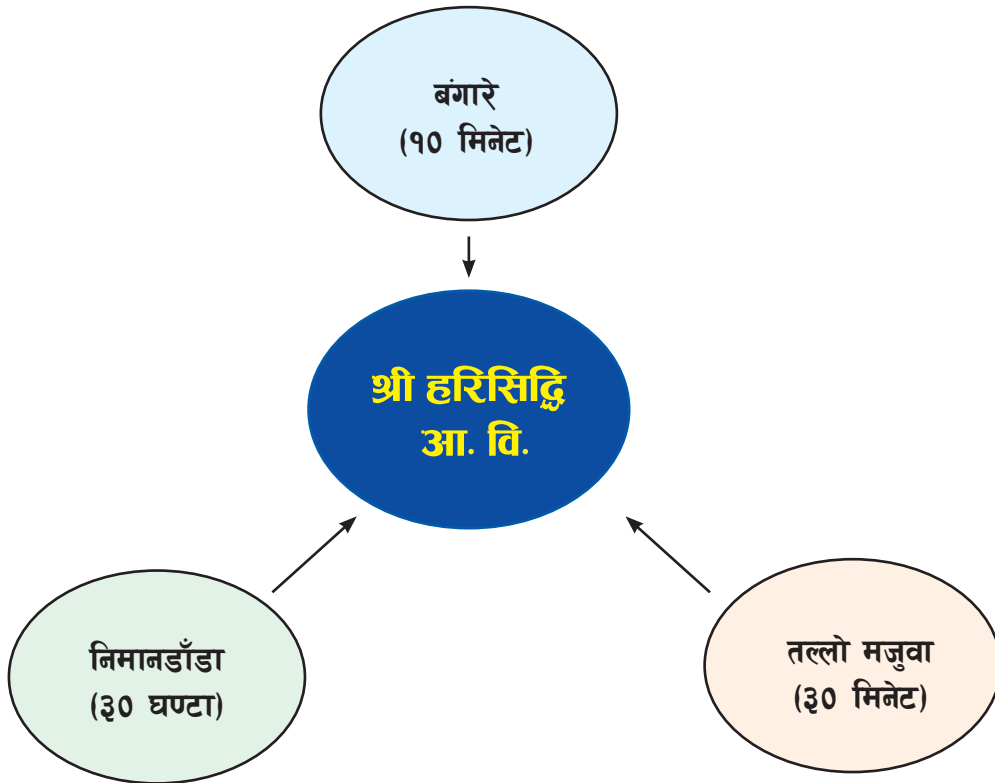 बंगारे
(१० मिनेट)
श्री हरिसिद्धि
आ. वि.
निमानडाँडा
(३० घण्टा)
तल्लो मजुवा
(३० मिनेट)